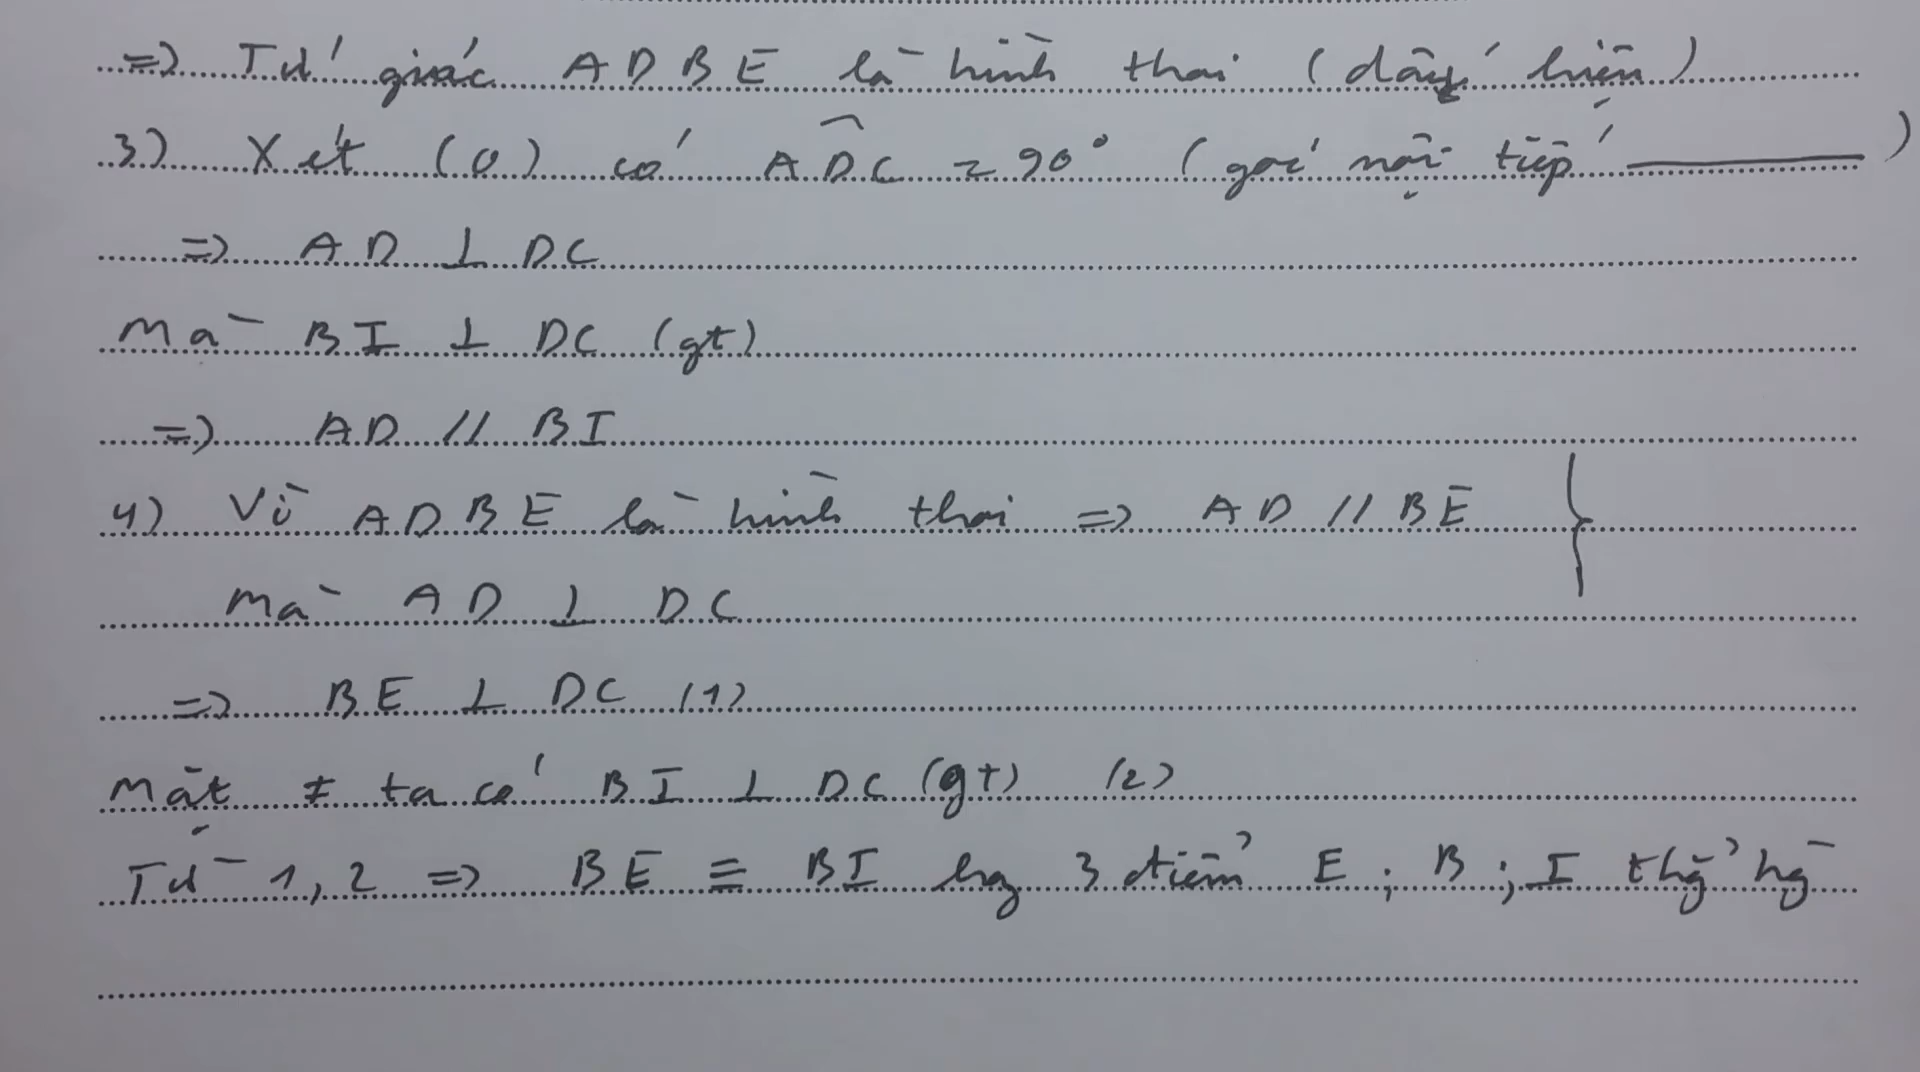 => Tứ giác ADBE là hình thoi (dấu hiện)
3) Xét (O) có ADC = 90° (góc nội tiếp ———)
=> AD ⊥ DC
Mà BI ⊥ DC (gt)
=> AD // BI
4) Vì ADBE là hình thoi => AD // BE }
Mà AD ⊥ DC
=> BE ⊥ DC (1)
Mặt ≠ ta có BI ⊥ DC (gt) (2)
Từ 1, 2 => BE ≡ BI hay 3 điểm E ; B ; I thẳng hàng